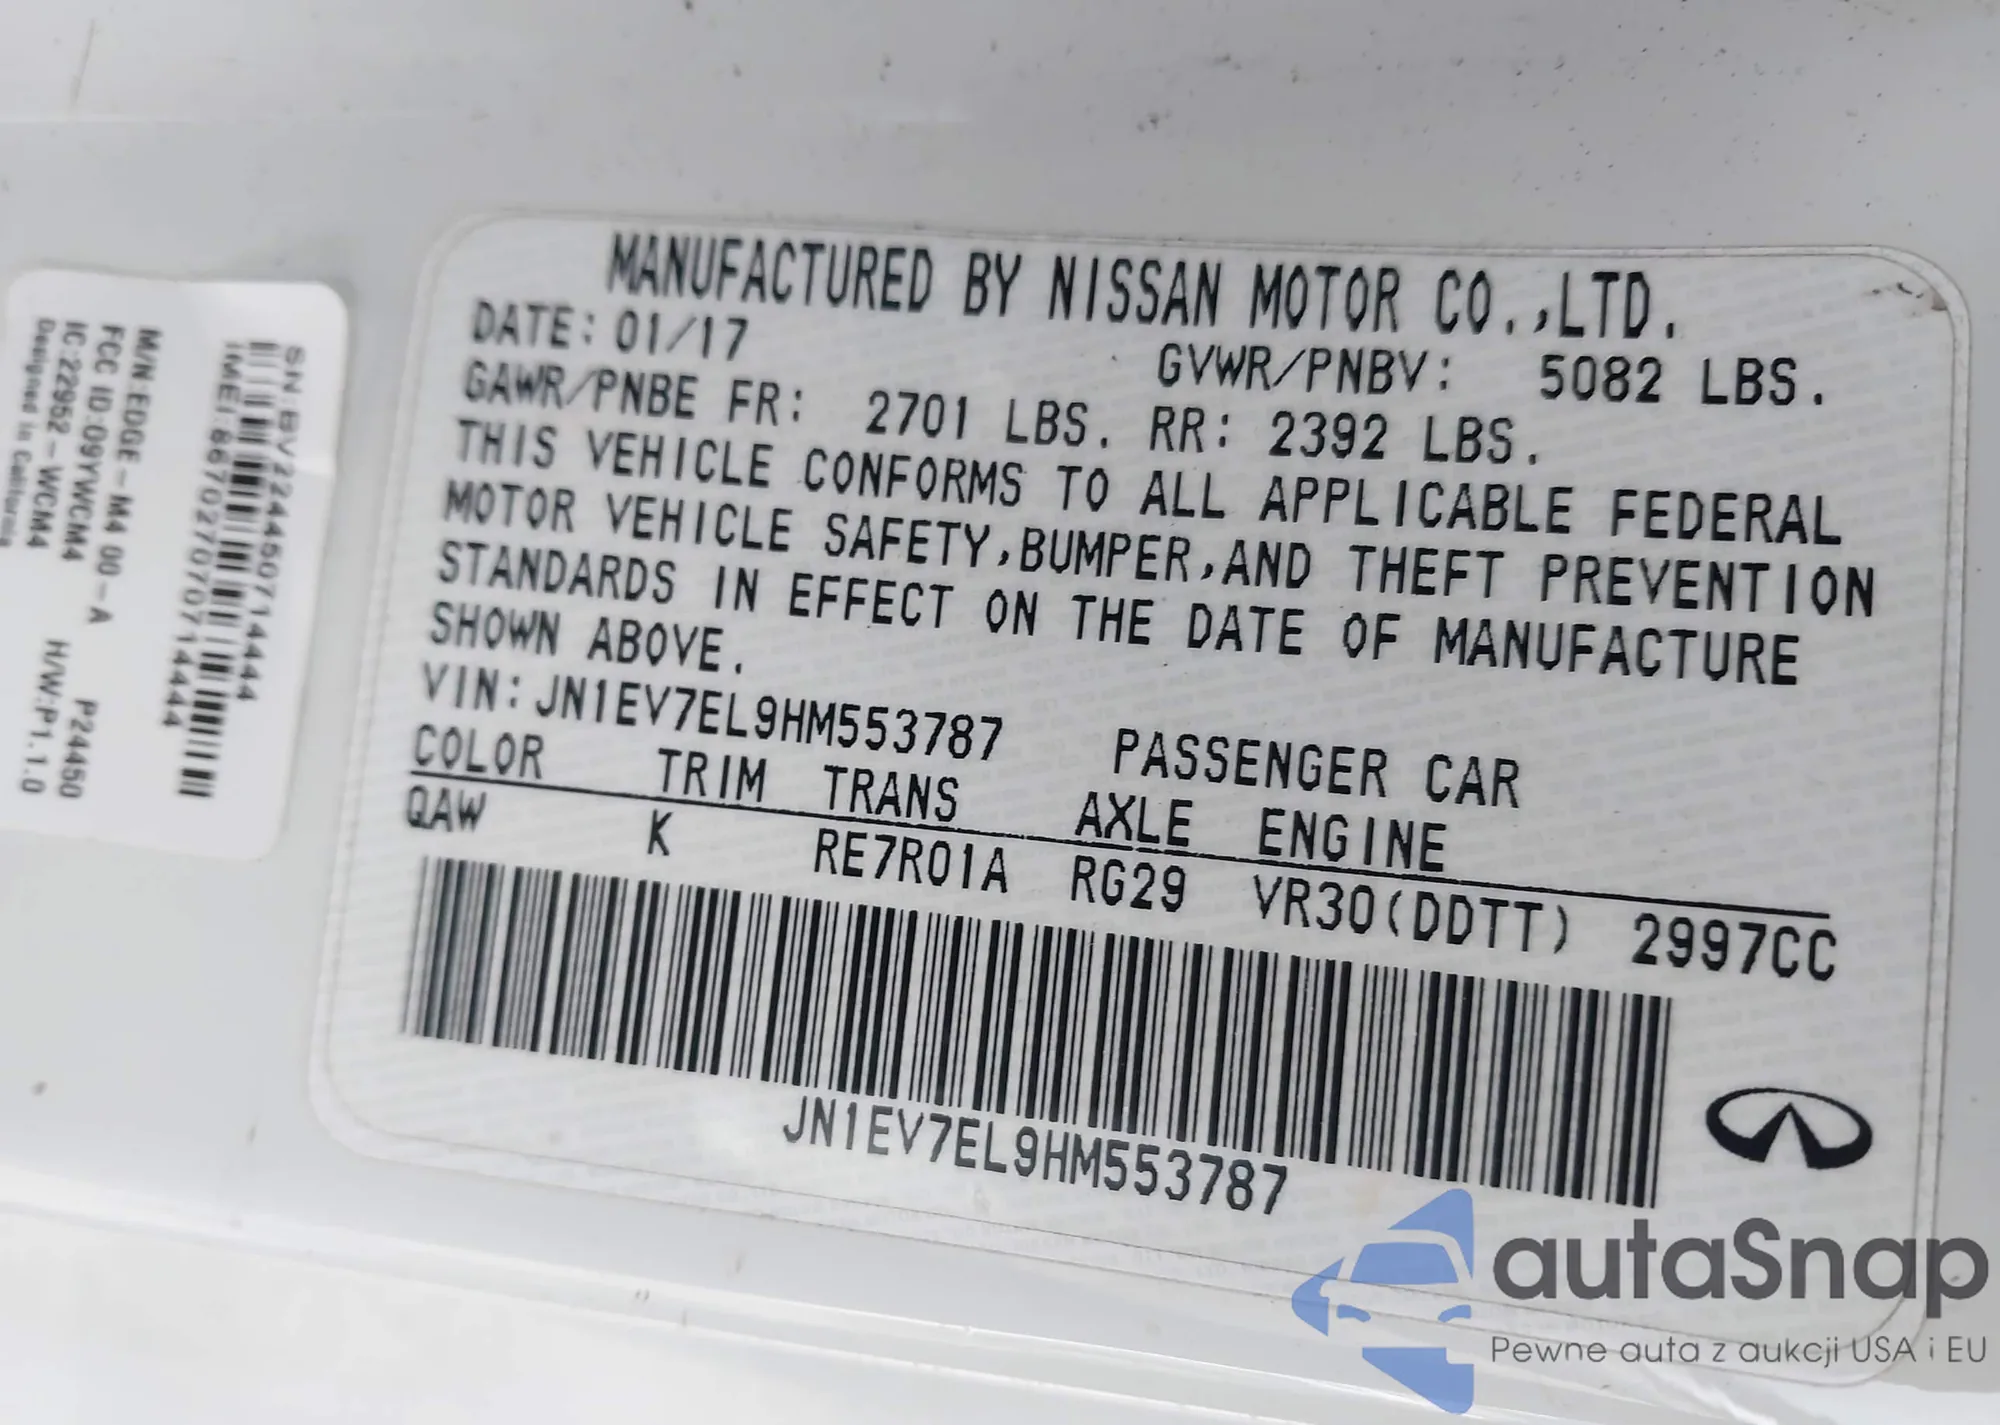 MANUFACTURED BY NISSAN MOTOR CO.,LTD.
DATE: 01/17 GVWR/PNBV: 5082 LBS.
GAWR/PNBE FR: 2701 LBS. RR: 2392 LBS.
THIS VEHICLE CONFORMS TO ALL APPLICABLE FEDERAL
MOTOR VEHICLE SAFETY,BUMPER,AND THEFT PREVENTION
STANDARDS IN EFFECT ON THE DATE OF MANUFACTURE
SHOWN ABOVE.
VIN: JN1EV7EL9HM553787 PASSENGER CAR
COLOR TRIM TRANS AXLE ENGINE
QAW K RE7R01A RG29 VR30(DDTT) 2997CC
JN1EV7EL9HM553787
SN:BV224450714444
IMEI:8667027070714444
M/N:EDGE-M4 00-A P24450
FCC ID:09YWCM4 H/W:P1.1.0
IC:22952-WCM4
Designed in California
autaSnap
Pewne auta z aukcji USA i EU